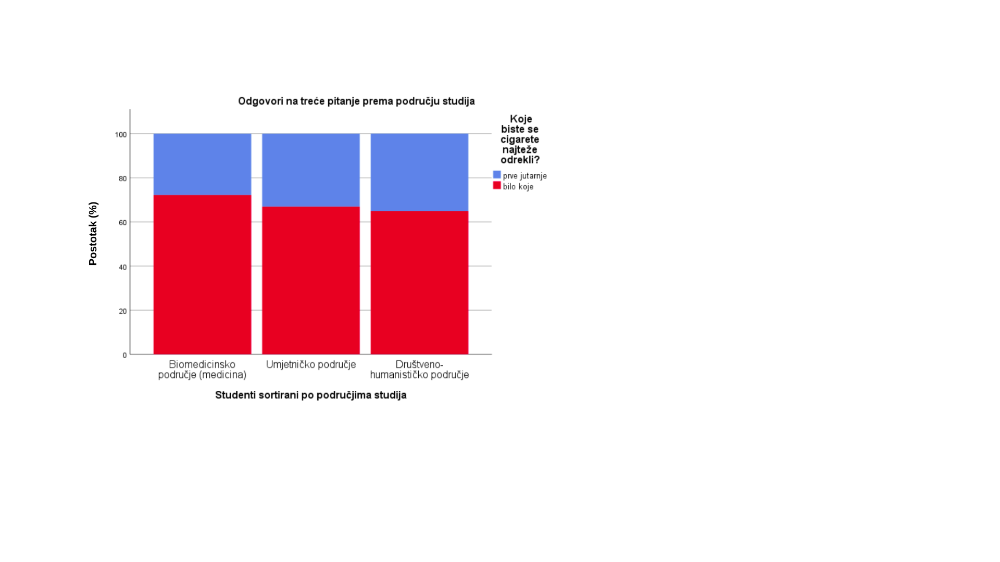 Odgovori na treće pitanje prema području studija
Koje
biste se
cigarete
najteže
odrekli?
prve jutarnje
bilo koje
Postotak (%)
100
80
60
40
20
0
Biomedicinsko
područje (medicina)
Umjetničko područje
Društveno-
humanističko područje
Studenti sortirani po područjima studija